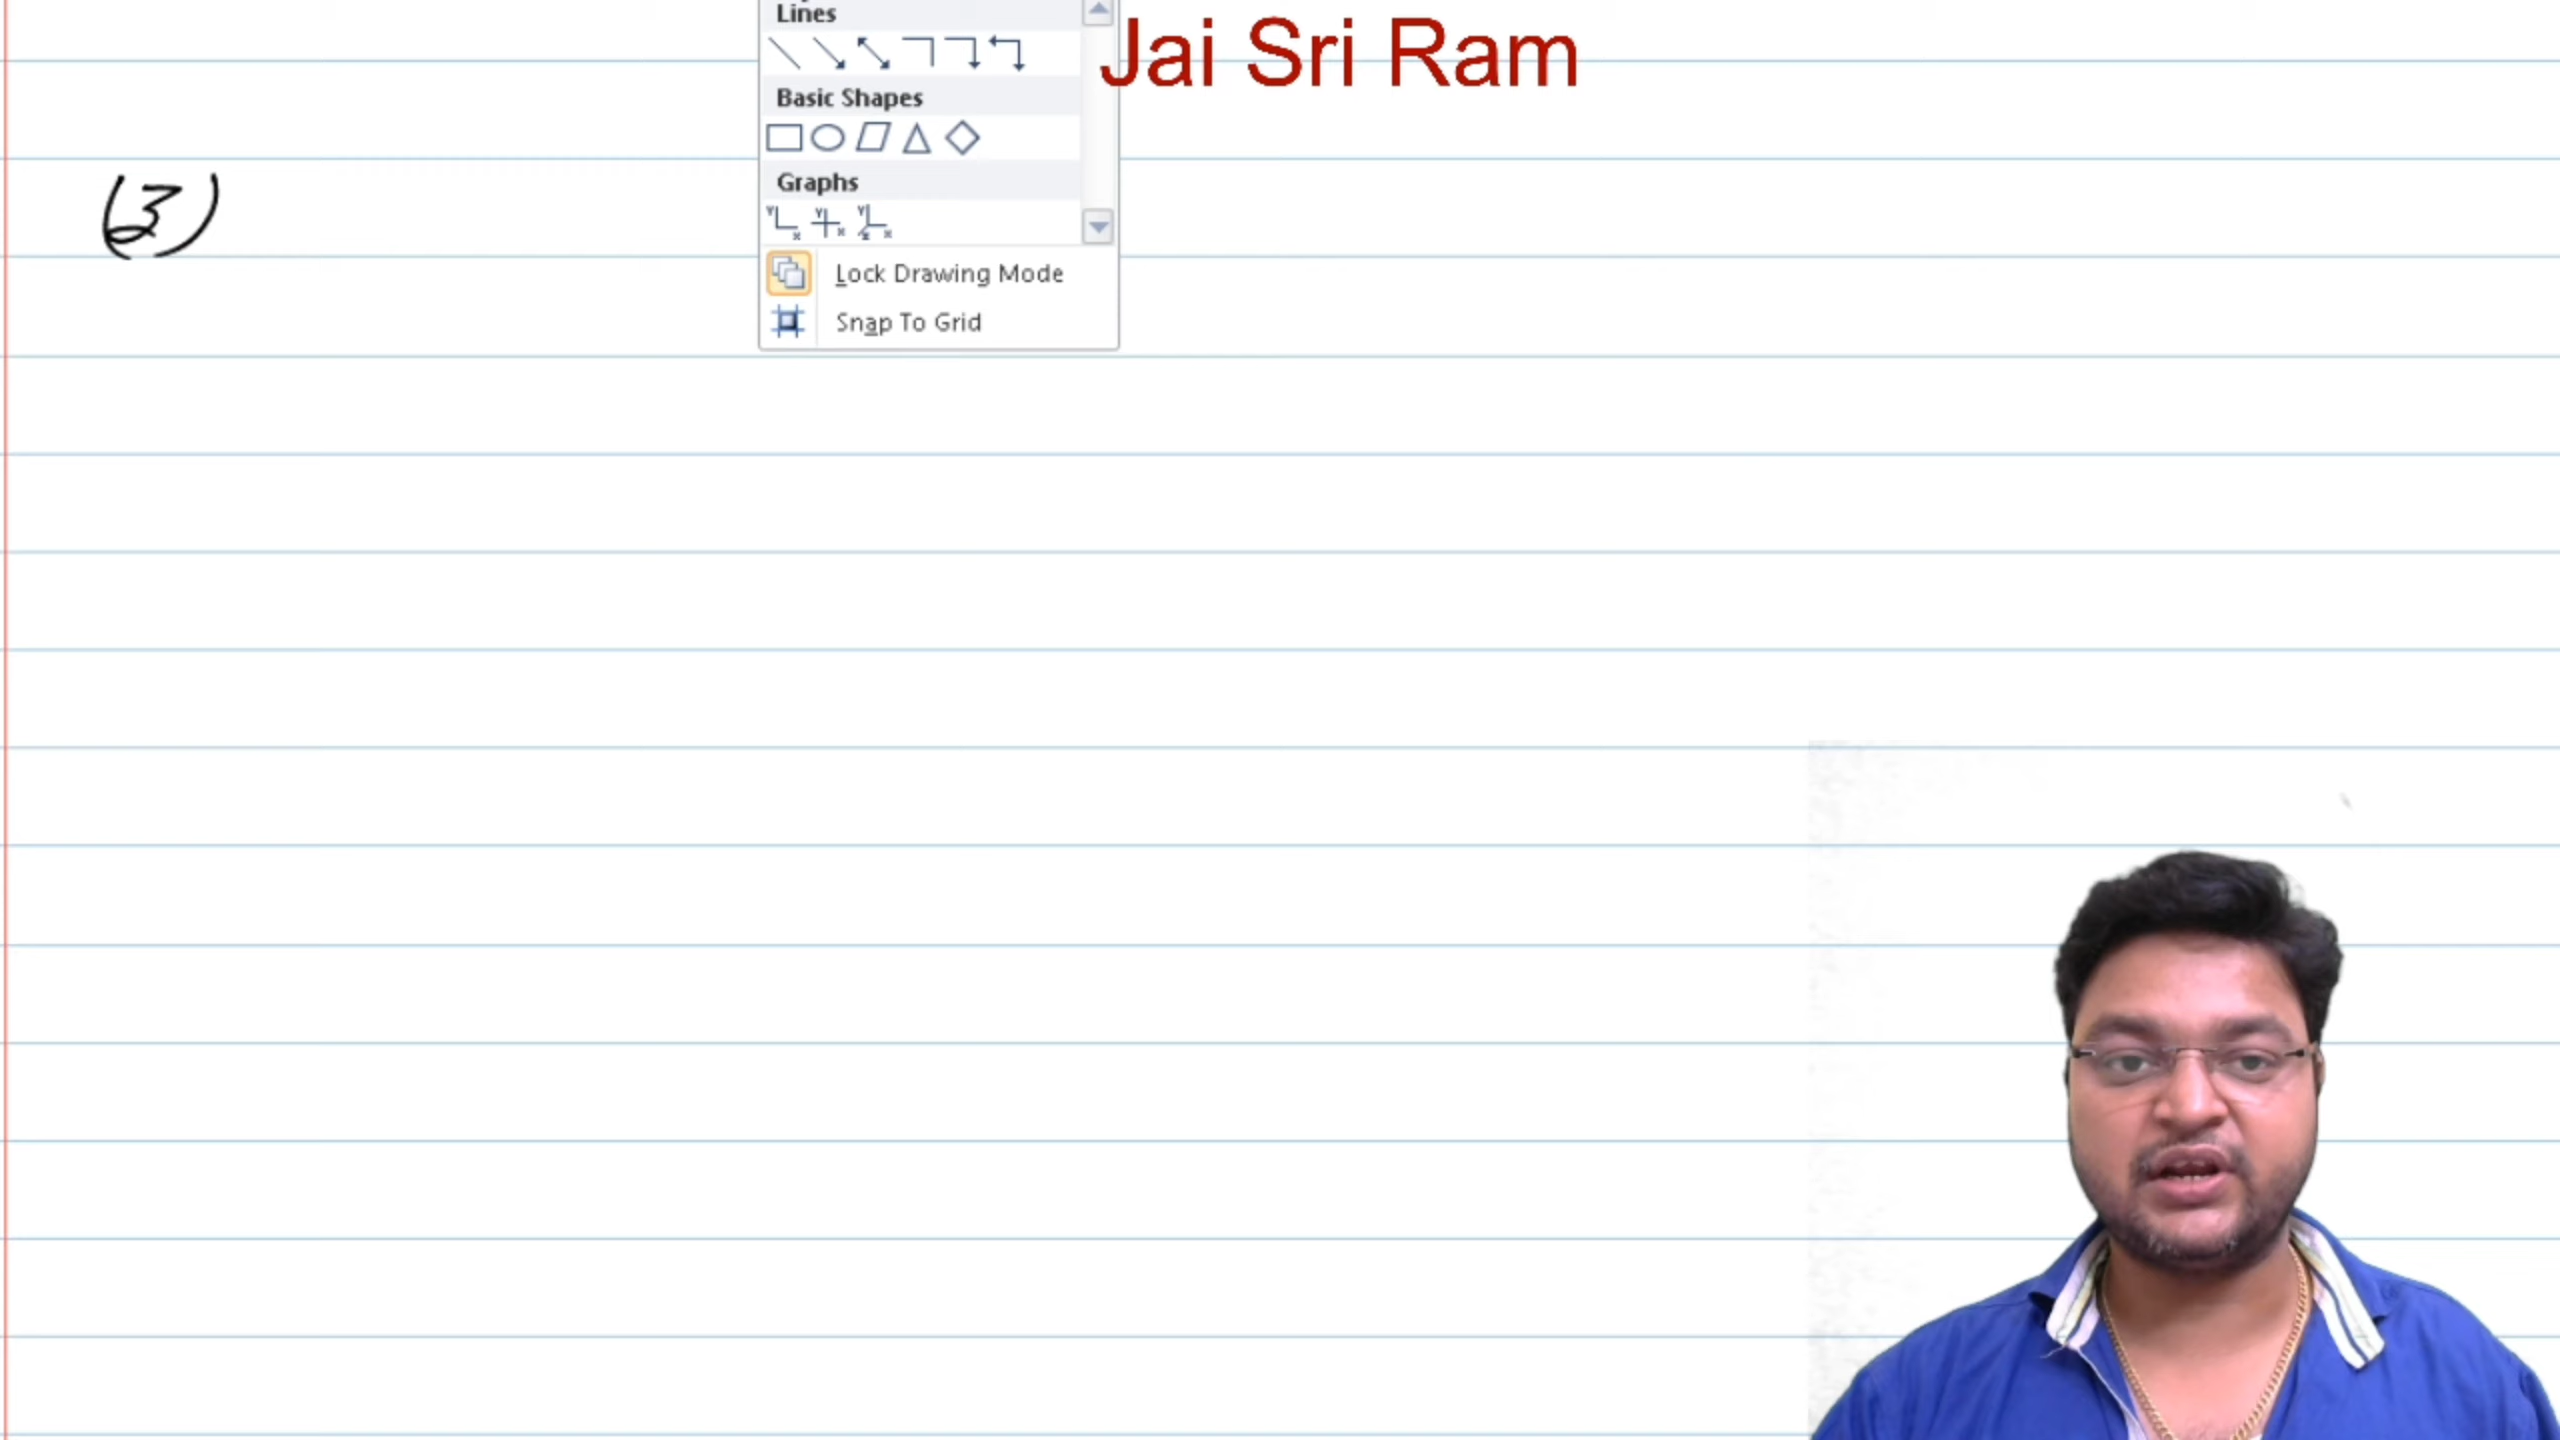 Lines
Jai Sri Ram
Basic Shapes
(3)
Graphs
Lock Drawing Mode
Snap To Grid